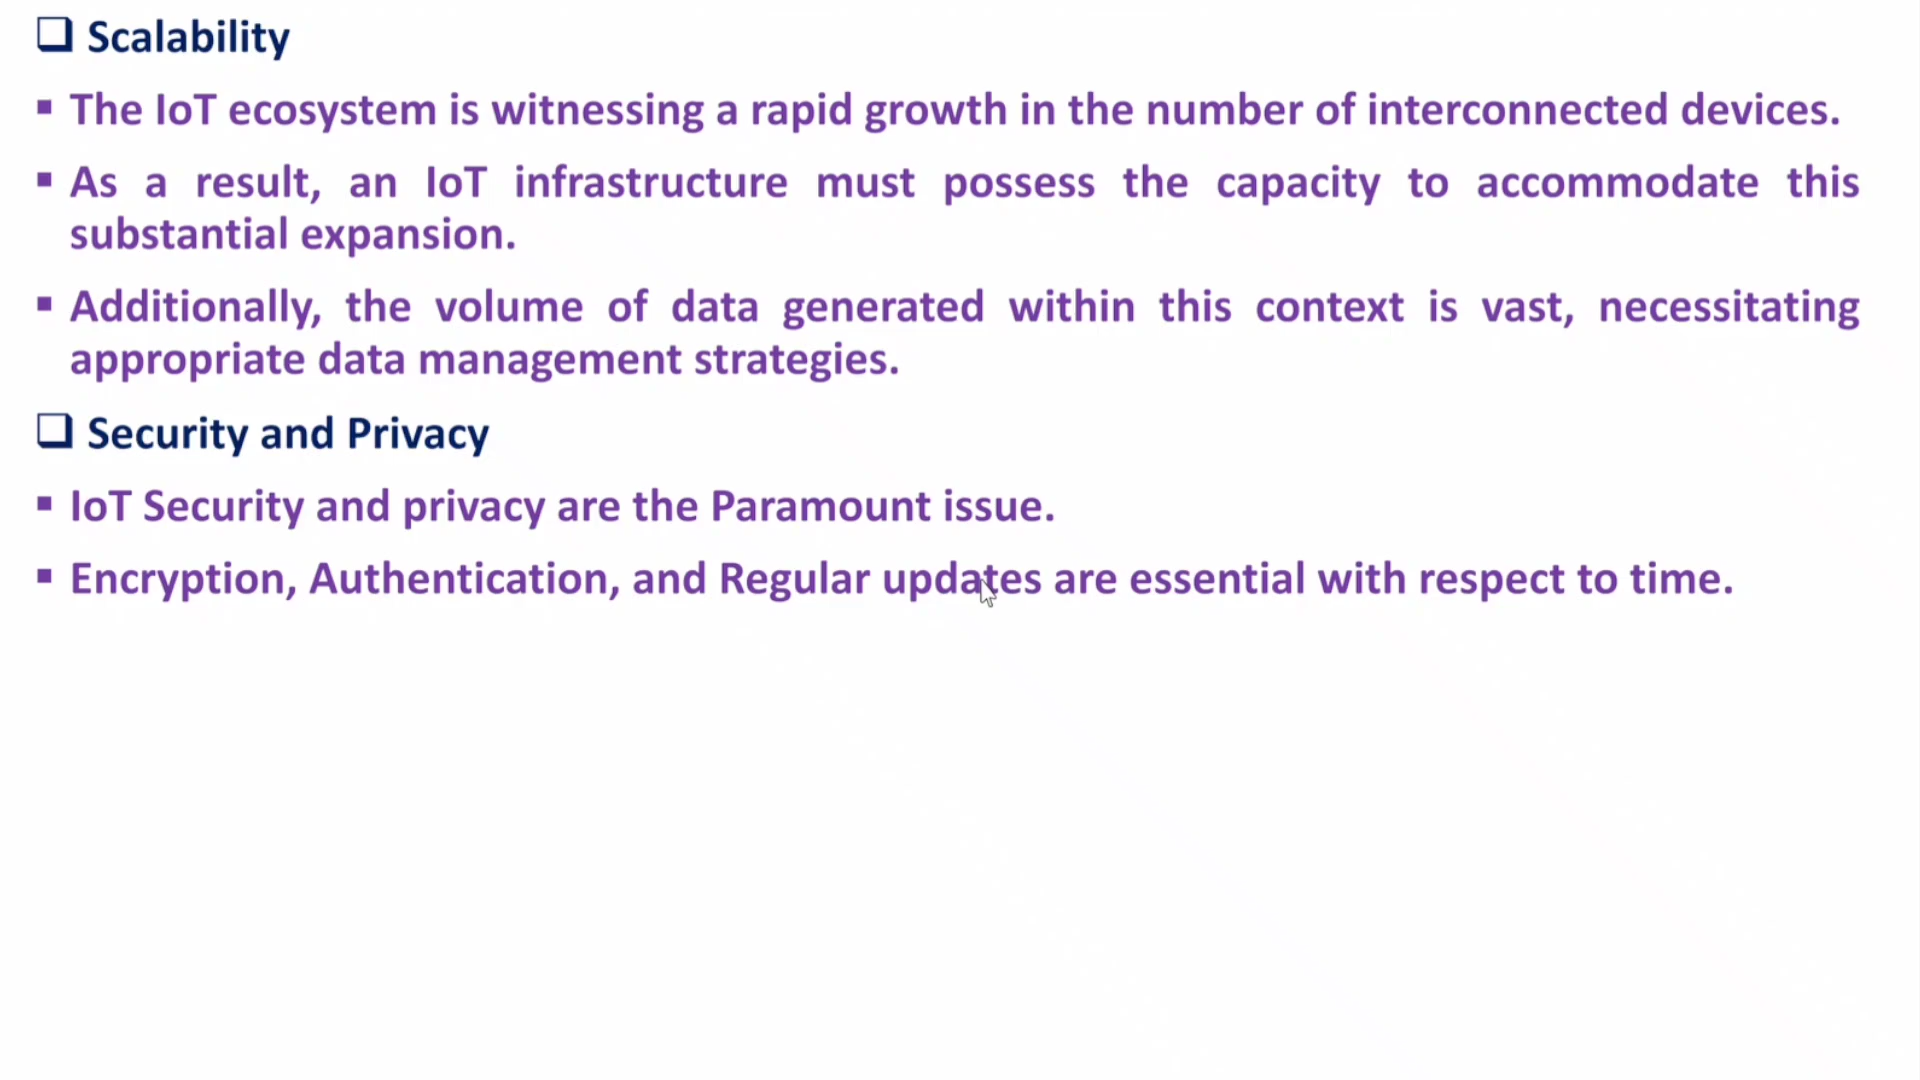 Scalability
The IoT ecosystem is witnessing a rapid growth in the number of interconnected devices.
As a result, an IoT infrastructure must possess the capacity to accommodate this
substantial expansion.
Additionally, the volume of data generated within this context is vast, necessitating
appropriate data management strategies.
Security and Privacy
IoT Security and privacy are the Paramount issue.
Encryption, Authentication, and Regular updates are essential with respect to time.